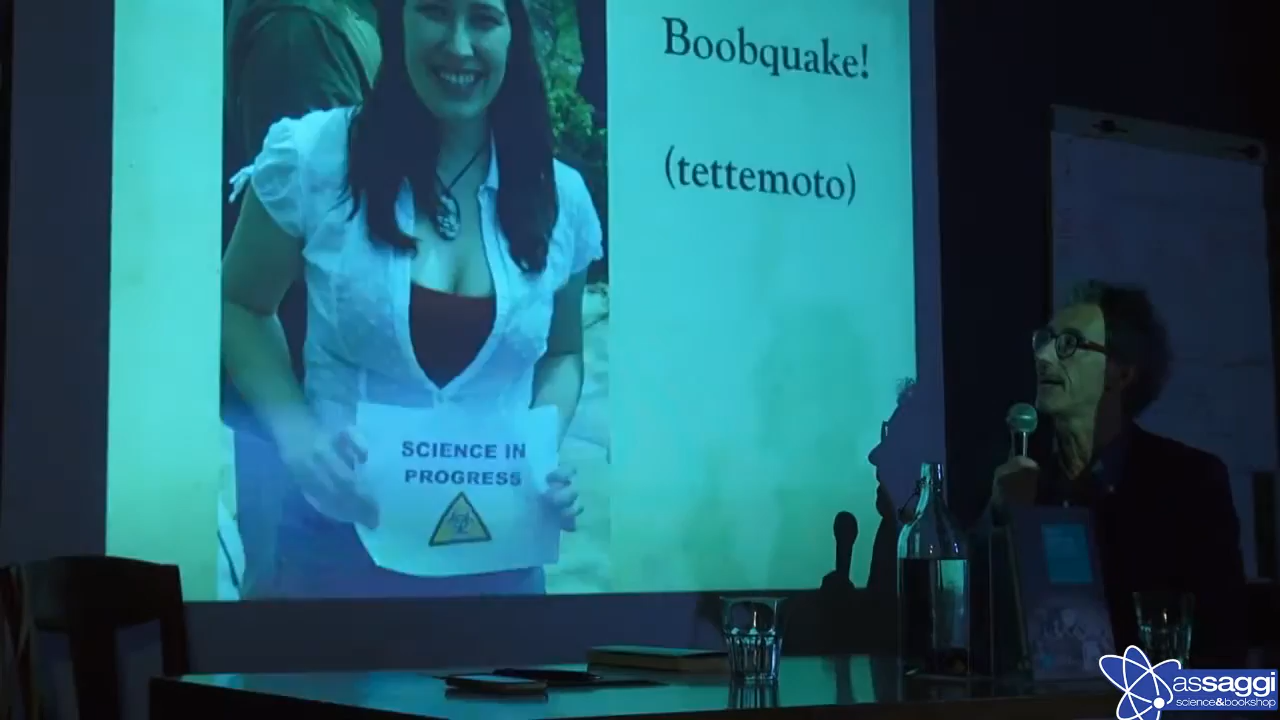 Boobquake!
(tettemoto)
SCIENCE IN
PROGRESS
assaggi
science&bookshop